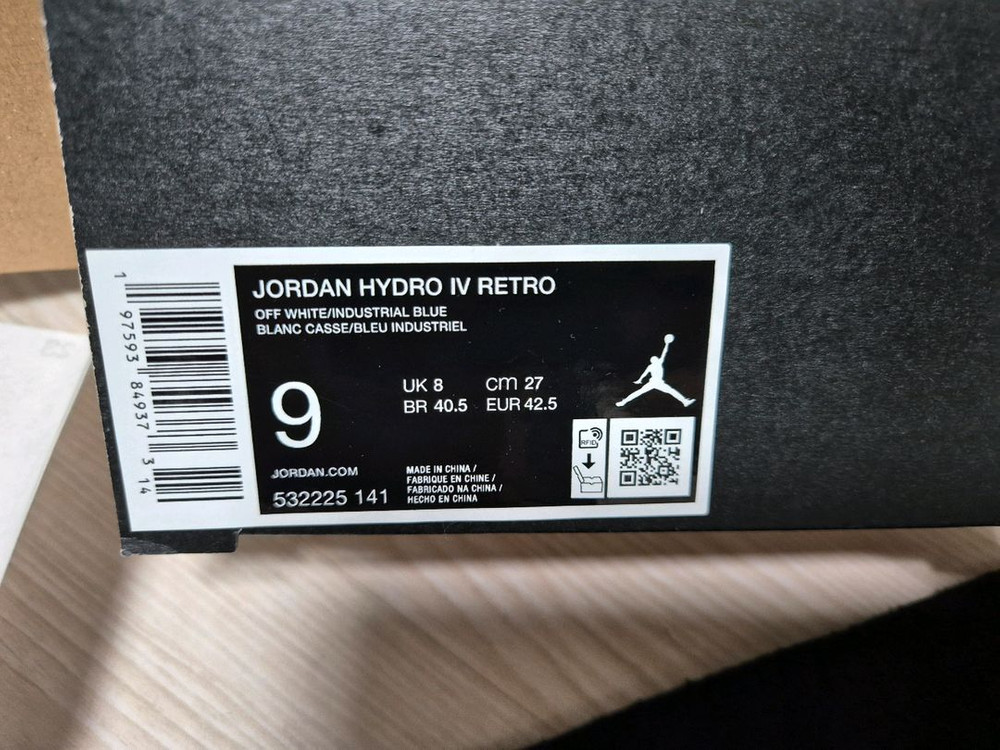 JORDAN HYDRO IV RETRO
OFF WHITE/INDUSTRIAL BLUE
BLANC CASSE/BLEU INDUSTRIEL
9
UK 8 cm 27
BR 40.5 EUR 42.5
JORDAN.COM
532225 141
MADE IN CHINA /
FABRIQUE EN CHINE /
FABRICADO NA CHINA /
HECHO EN CHINA
RFID
1 97593 84937 3 14